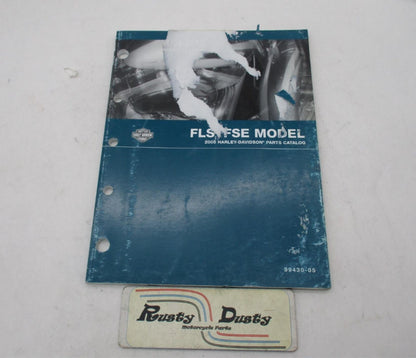 FLSTFSE MODEL
2005 HARLEY-DAVIDSON® PARTS CATALOG
99430-05
Rusty Dusty
Motorcycle Parts